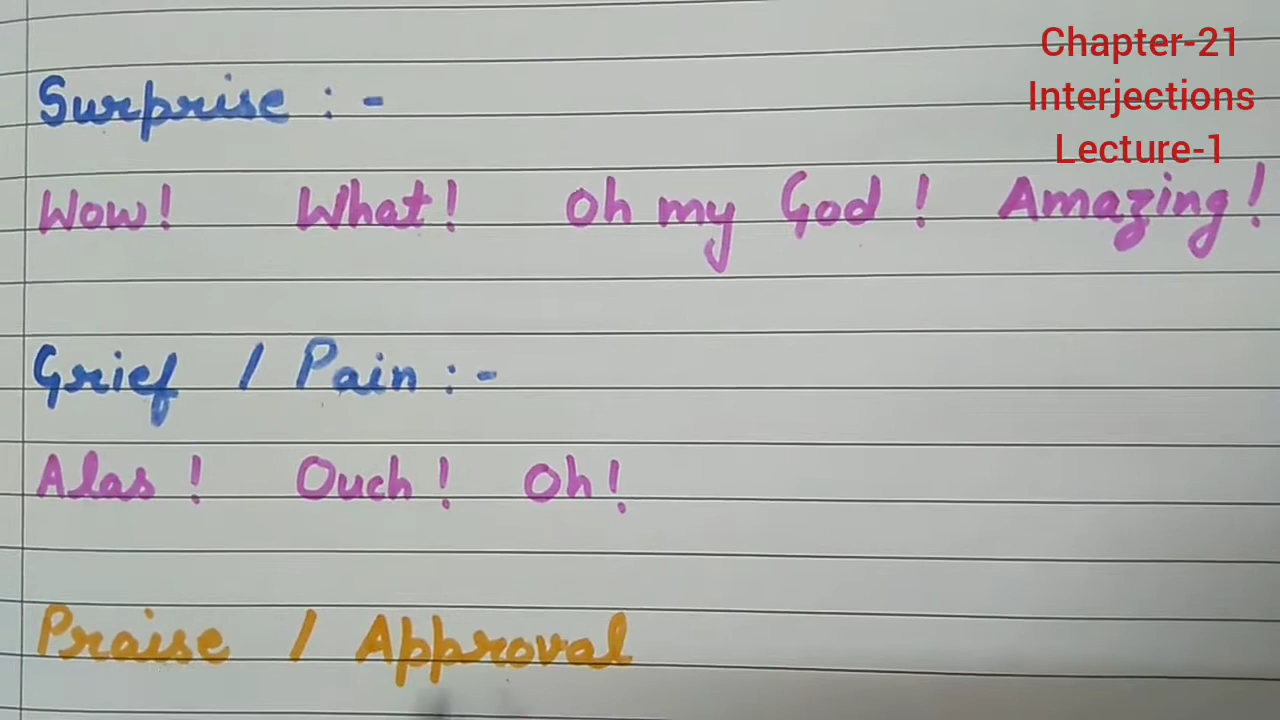 Chapter-21
Interjections
Lecture-1
Surprise : -
Wow! What! Oh my God ! Amazing!
Grief / Pain : -
Alas ! Ouch ! Oh!
Praise / Approval